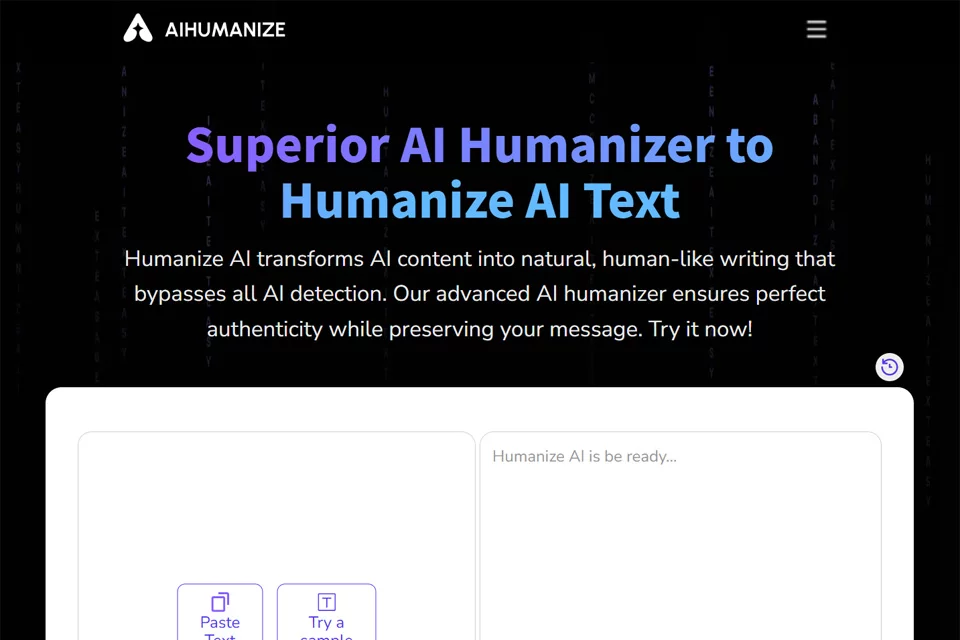 AIHUMANIZE
Superior AI Humanizer to
Humanize AI Text
Humanize AI transforms AI content into natural, human-like writing that
bypasses all AI detection. Our advanced AI humanizer ensures perfect
authenticity while preserving your message. Try it now!
Humanize AI is be ready...
Paste
Text
Try a
sample